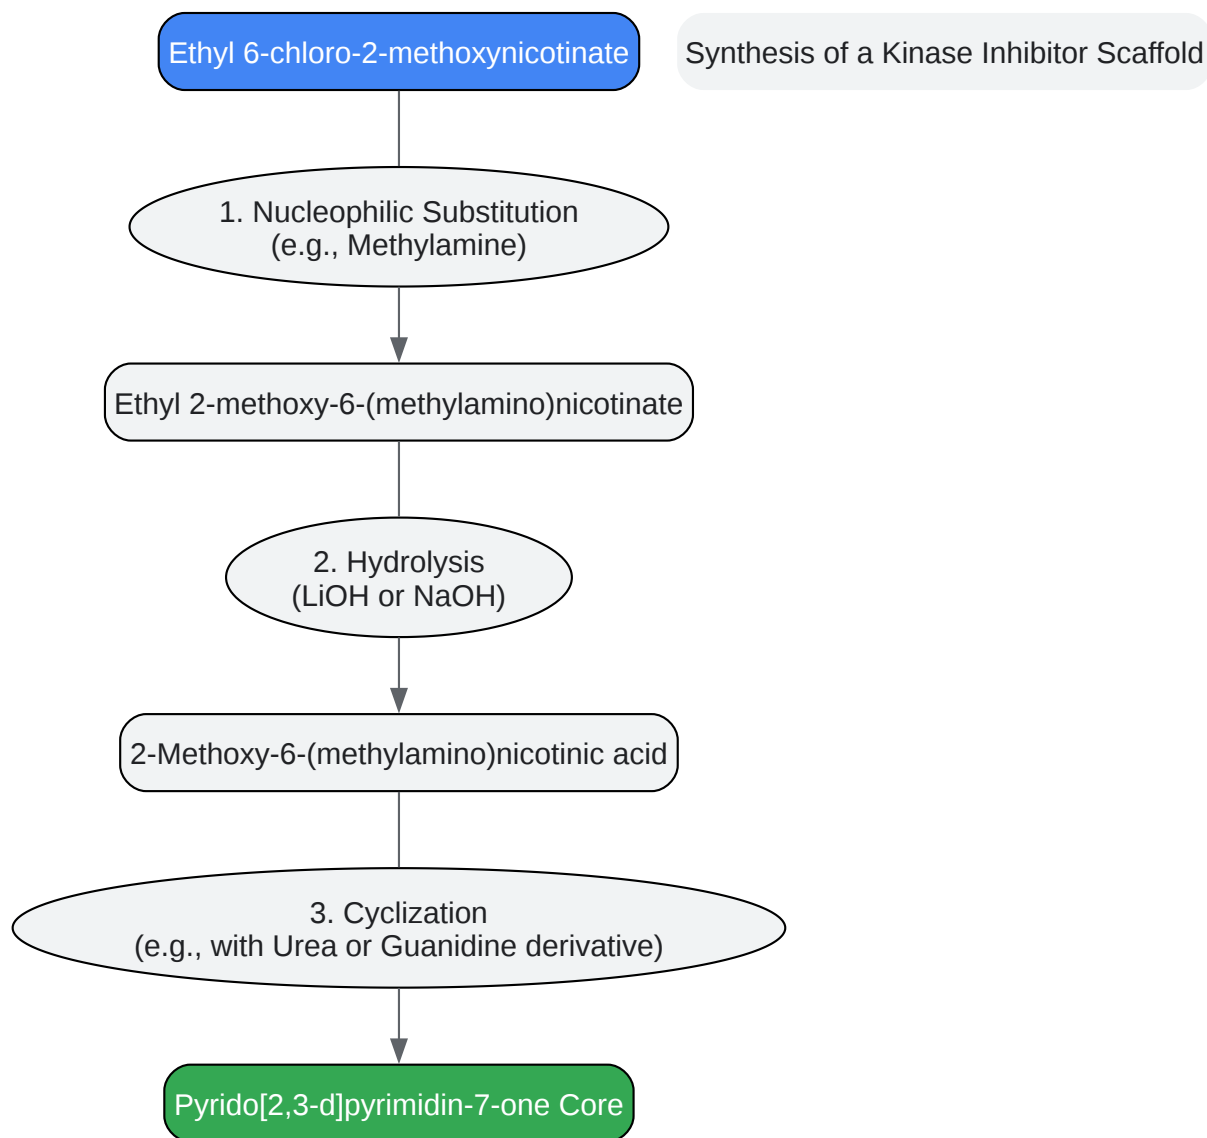 Ethyl 6-chloro-2-methoxynicotinate
Synthesis of a Kinase Inhibitor Scaffold
1. Nucleophilic Substitution
(e.g., Methylamine)
Ethyl 2-methoxy-6-(methylamino)nicotinate
2. Hydrolysis
(LiOH or NaOH)
2-Methoxy-6-(methylamino)nicotinic acid
3. Cyclization
(e.g., with Urea or Guanidine derivative)
Pyrido[2,3-d]pyrimidin-7-one Core